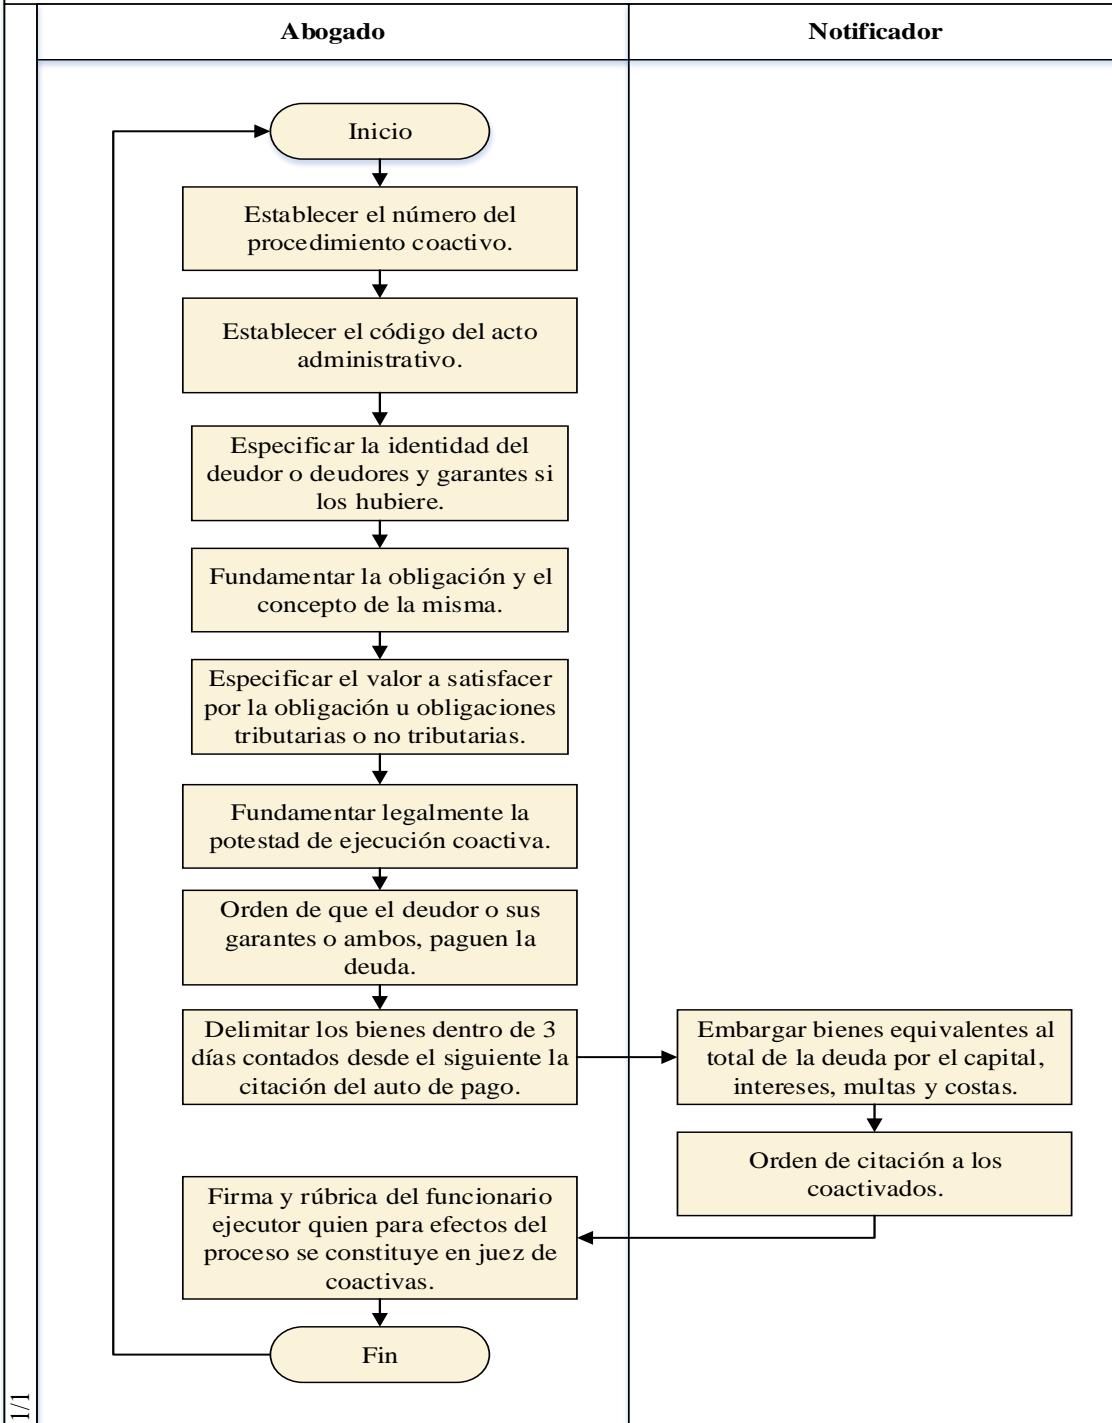 Abogado
Notificador
Inicio
Establecer el número del
procedimiento coactivo.
Establecer el código del acto
administrativo.
Especificar la identidad del
deudor o deudores y garantes si
los hubiere.
Fundamentar la obligación y el
concepto de la misma.
Especificar el valor a satisfacer
por la obligación u obligaciones
tributarias o no tributarias.
Fundamentar legalmente la
potestad de ejecución coactiva.
Orden de que el deudor o sus
garantes o ambos, paguen la
deuda.
Delimitar los bienes dentro de 3
días contados desde el siguiente la
citación del auto de pago.
Embargar bienes equivalentes al
total de la deuda por el capital,
intereses, multas y costas.
Orden de citación a los
coactivados.
Firma y rúbrica del funcionario
ejecutor quien para efectos del
proceso se constituye en juez de
coactivas.
Fin
1/1